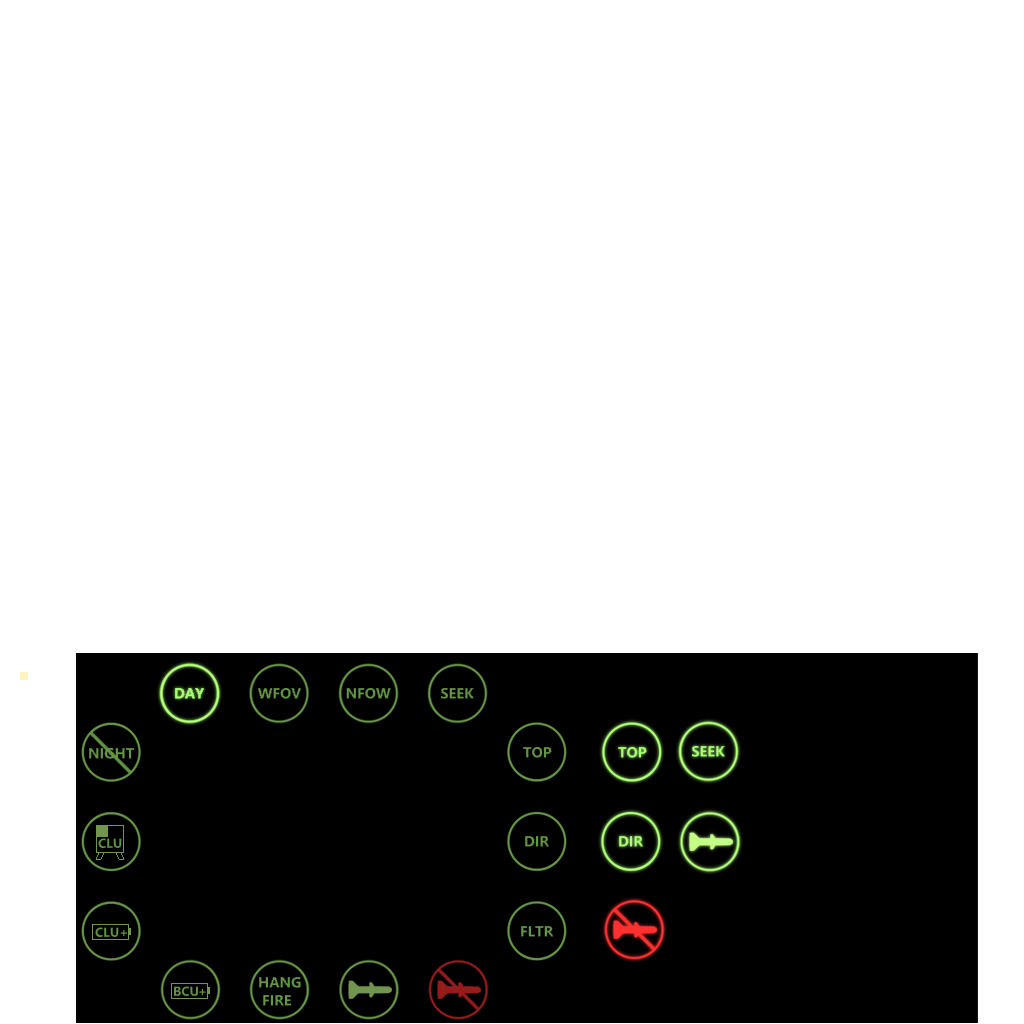 DAY WFOV NFOW SEEK
NIGHT TOP TOP SEEK
CLU DIR DIR
CLU+ FLTR
BCU+ HANG
FIRE